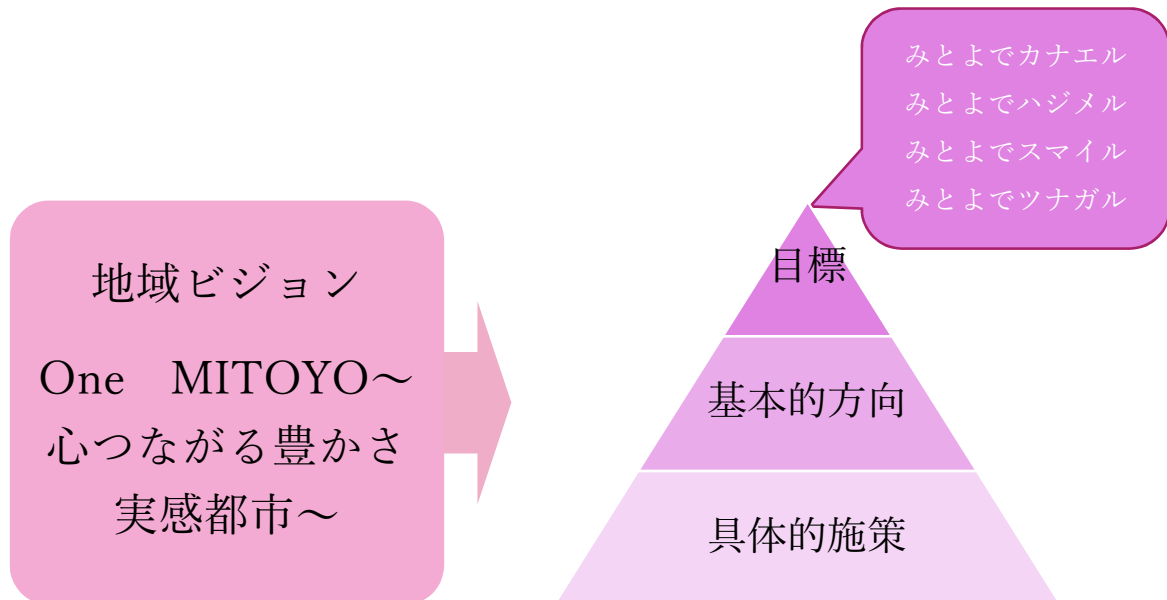 地域ビジョン
One　MITOYO～
心つながる豊かさ
実感都市～
みとよでカナエル
みとよでハジメル
みとよでスマイル
みとよでツナガル
目標
基本的方向
具体的施策